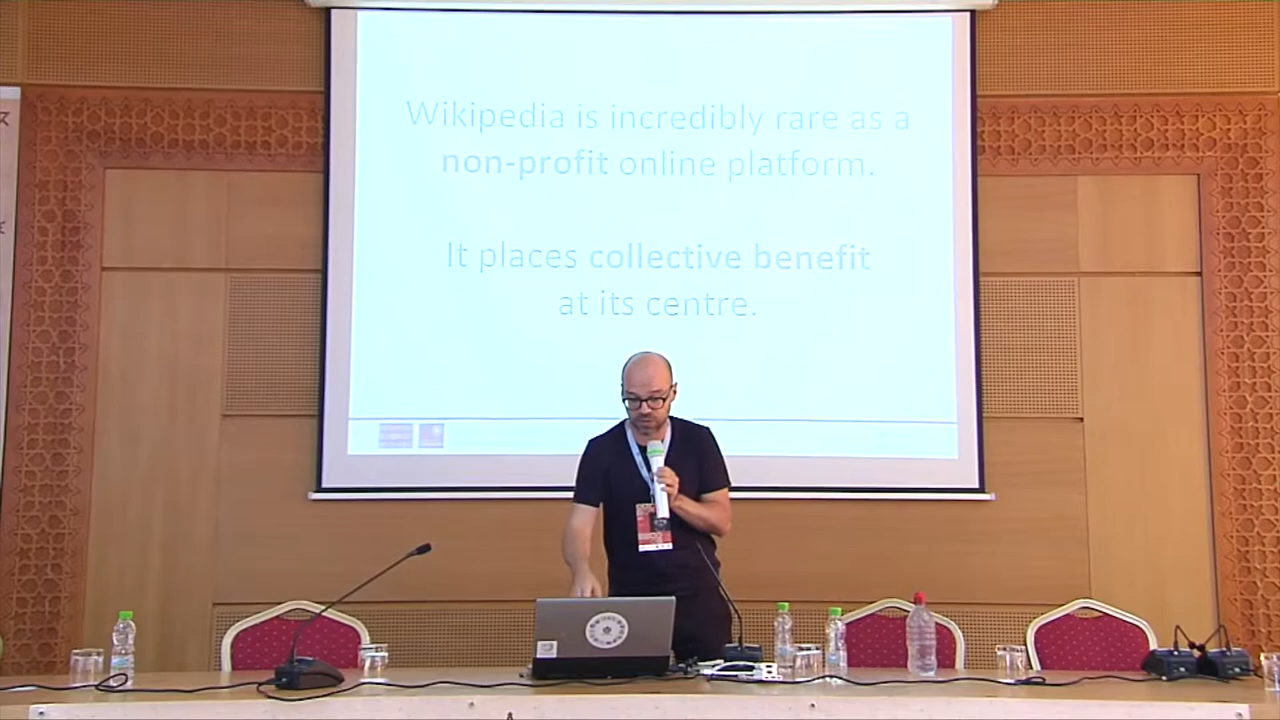 Wikipedia is incredibly rare as a
non-profit online platform.
It places collective benefit
at its centre.